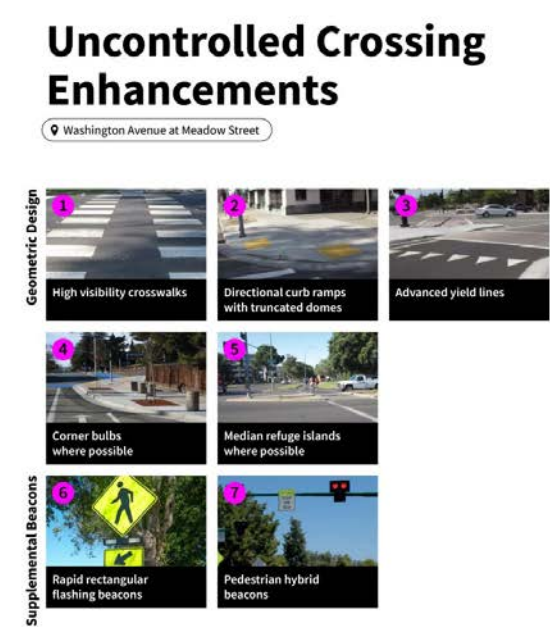 Uncontrolled Crossing
Enhancements
Washington Avenue at Meadow Street
Geometric Design
1
High visibility crosswalks
2
Directional curb ramps
with truncated domes
3
Advanced yield lines
4
Corner bulbs
where possible
5
Median refuge islands
where possible
Supplemental Beacons
6
Rapid rectangular
flashing beacons
7
Pedestrian hybrid
beacons